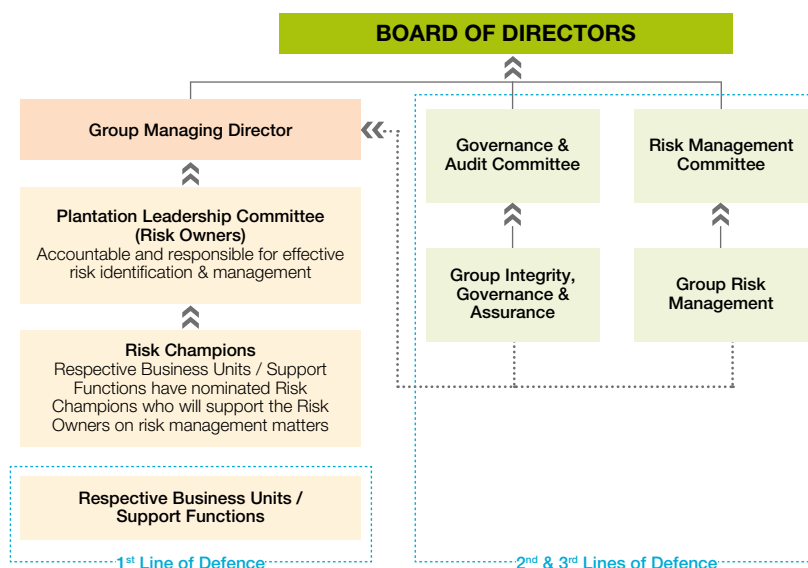 BOARD OF DIRECTORS
Group Managing Director
Plantation Leadership Committee
(Risk Owners)
Accountable and responsible for effective
risk identification & management
Risk Champions
Respective Business Units / Support
Functions have nominated Risk
Champions who will support the Risk
Owners on risk management matters
Respective Business Units /
Support Functions
1st Line of Defence
Governance &
Audit Committee
Risk Management
Committee
Group Integrity,
Governance &
Assurance
Group Risk
Management
2nd & 3rd Lines of Defence